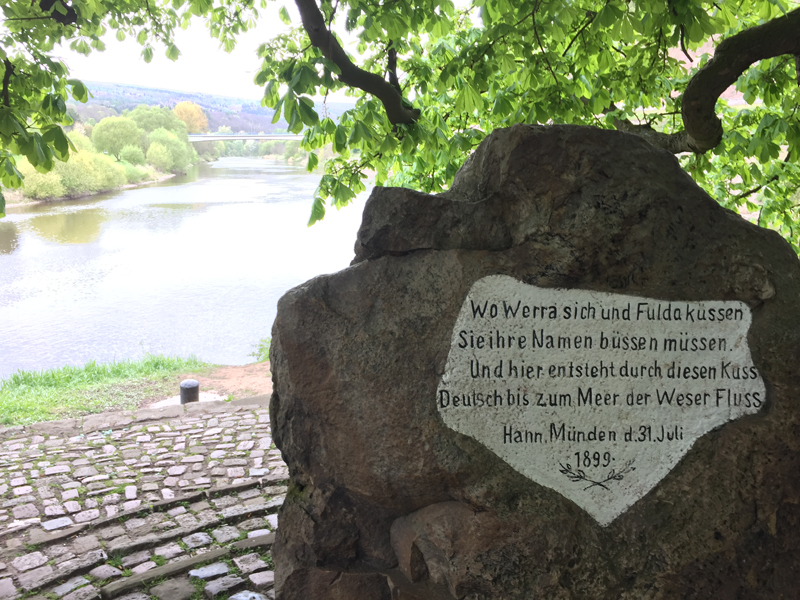 Wo Werra sich und Fulda küssen
Sie ihre Namen büssen müssen.
Und hier entsteht durch diesen Kuss
Deutsch bis zum Meer der Weser Fluss
Hann. Münden d. 31. Juli
1899.